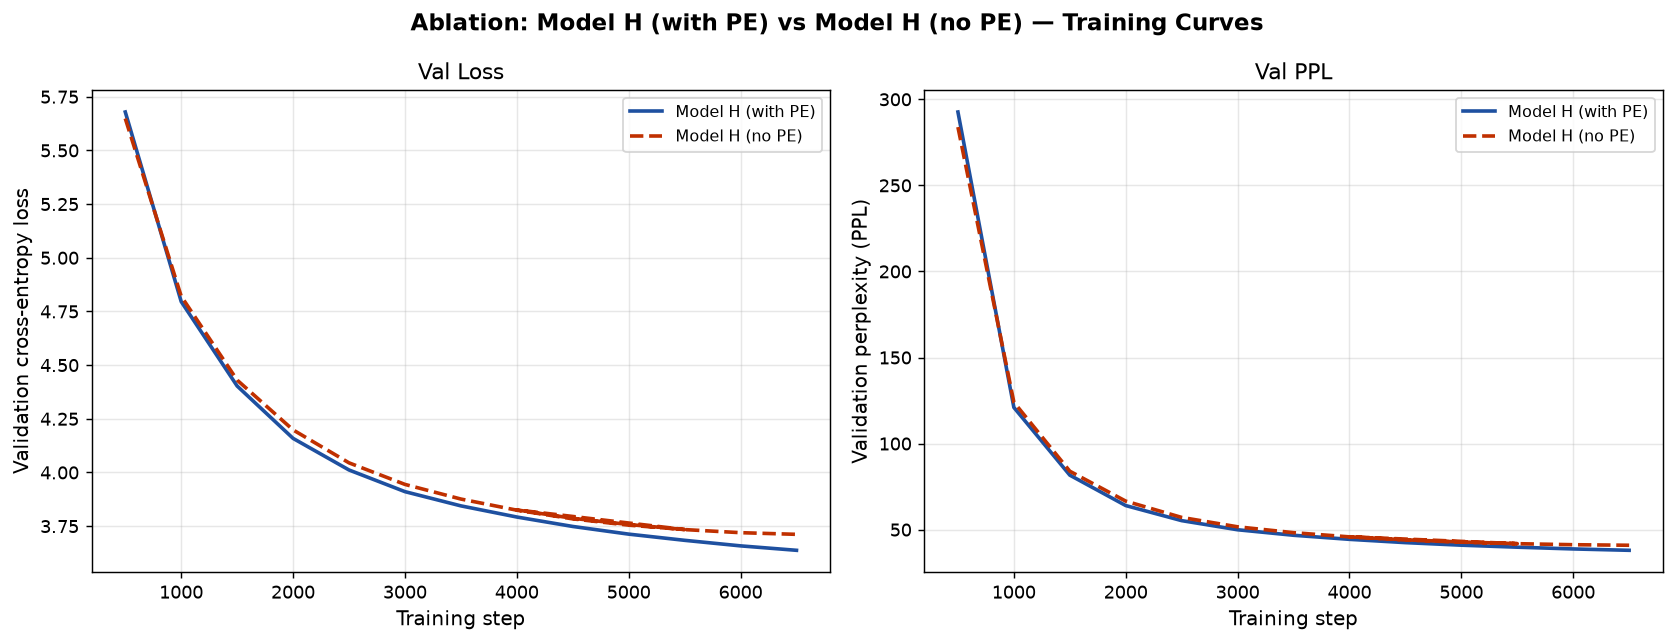 Ablation: Model H (with PE) vs Model H (no PE) — Training Curves
Val Loss
Validation cross-entropy loss
5.75
5.50
5.25
5.00
4.75
4.50
4.25
4.00
3.75
1000 2000 3000 4000 5000 6000
Training step
Model H (with PE)
Model H (no PE)
Val PPL
Validation perplexity (PPL)
300
250
200
150
100
50
1000 2000 3000 4000 5000 6000
Training step
Model H (with PE)
Model H (no PE)